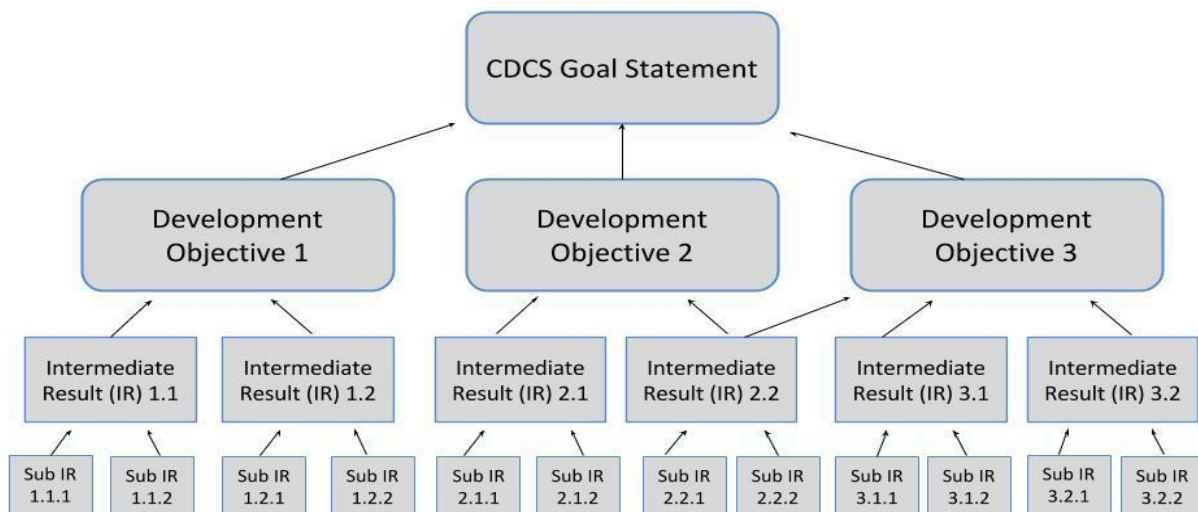 CDCS Goal Statement
Development
Objective 1
Development
Objective 2
Development
Objective 3
Intermediate
Result (IR) 1.1
Intermediate
Result (IR) 1.2
Intermediate
Result (IR) 2.1
Intermediate
Result (IR) 2.2
Intermediate
Result (IR) 3.1
Intermediate
Result (IR) 3.2
Sub IR
1.1.1
Sub IR
1.1.2
Sub IR
1.2.1
Sub IR
1.2.2
Sub IR
2.1.1
Sub IR
2.1.2
Sub IR
2.2.1
Sub IR
2.2.2
Sub IR
3.1.1
Sub IR
3.1.2
Sub IR
3.2.1
Sub IR
3.2.2